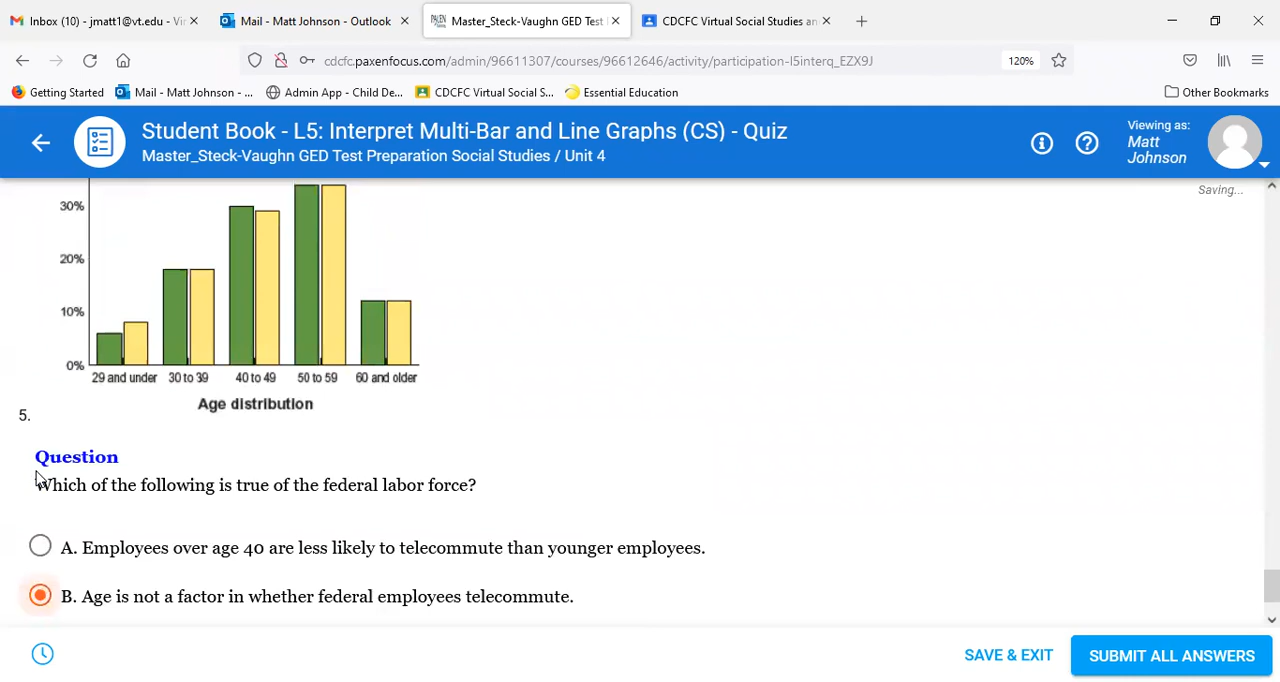 Inbox (10) - jmatt1@vt.edu - Vir
Mail - Matt Johnson - Outlook
PAXEN
Master_Steck-Vaughn GED Test
CDCFC Virtual Social Studies an
cdcfc.paxenfocus.com/admin/96611307/courses/96612646/activity/participation-l5interq_EZX9J
120%
Getting Started
Mail - Matt Johnson - ...
Admin App - Child De...
CDCFC Virtual Social S...
Essential Education
Other Bookmarks
Student Book - L5: Interpret Multi-Bar and Line Graphs (CS) - Quiz
Master_Steck-Vaughn GED Test Preparation Social Studies / Unit 4
Viewing as:
Matt
Johnson
Saving...
30%
20%
10%
0%
29 and under 30 to 39 40 to 49 50 to 59 60 and older
Age distribution
5.
Question
Which of the following is true of the federal labor force?
A. Employees over age 40 are less likely to telecommute than younger employees.
B. Age is not a factor in whether federal employees telecommute.
SAVE & EXIT
SUBMIT ALL ANSWERS